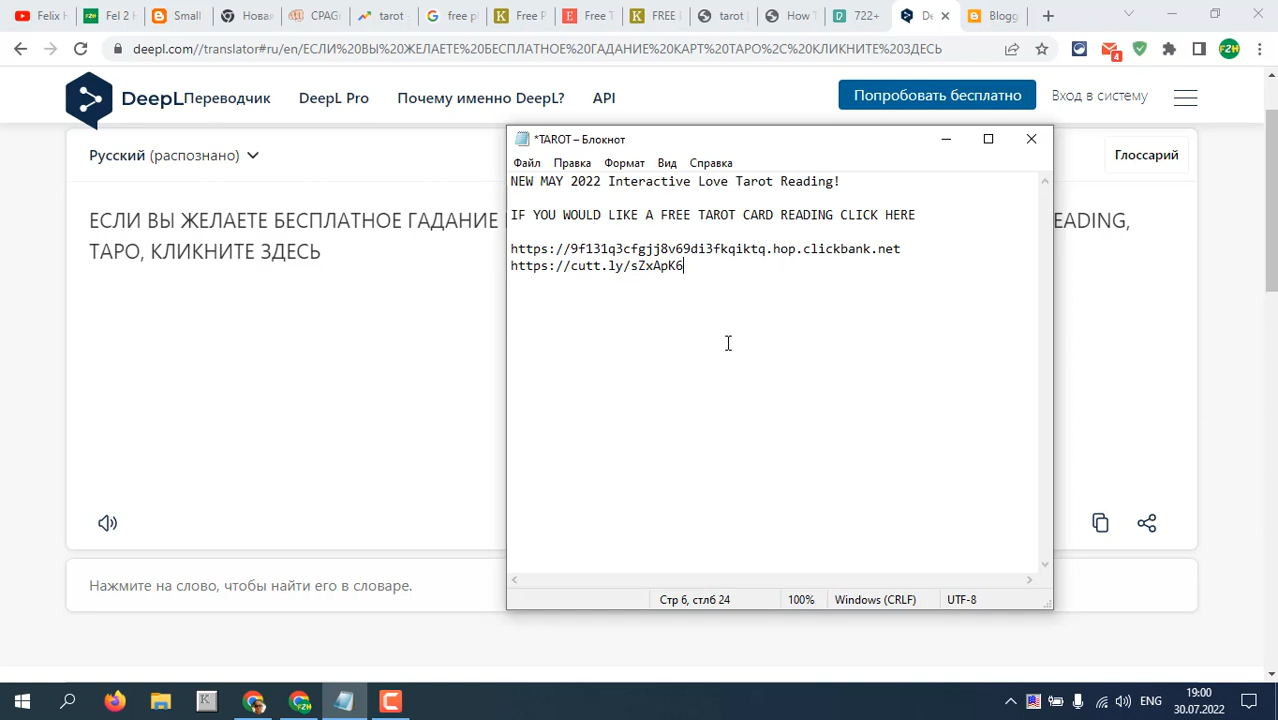 Felix H
Fel 2 H
Small
Новая
CPAGr
tarot -
free pl
Free P
Free T
FREE
tarot
How T
722+
De
Blogg
deepl.com//translator#ru/en/ЕСЛИ%20ВЫ%20ЖЕЛАЕТЕ%20БЕСПЛАТНОЕ%20ГАДАНИЕ%20КАРТ%20ТАРО%2C%20КЛИКНИТЕ%20ЗДЕСЬ
4
F2H
DeepL Переводчик
DeepL Pro
Почему именно DeepL?
API
Попробовать бесплатно
Вход в систему
Русский (распознано)
Глоссарий
ЕСЛИ ВЫ ЖЕЛАЕТЕ БЕСПЛАТНОЕ ГАДАНИЕ
ТАРО, КЛИКНИТЕ ЗДЕСЬ
EADING,
*TAROT – Блокнот
Файл Правка Формат Вид Справка
NEW MAY 2022 Interactive Love Tarot Reading!
IF YOU WOULD LIKE A FREE TAROT CARD READING CLICK HERE
https://9f131q3cfgjj8v69di3fkqiktq.hop.clickbank.net
https://cutt.ly/sZxApK6
Стр 6, стлб 24
100%
Windows (CRLF)
UTF-8
Нажмите на слово, чтобы найти его в словаре.
ENG
19:00
30.07.2022